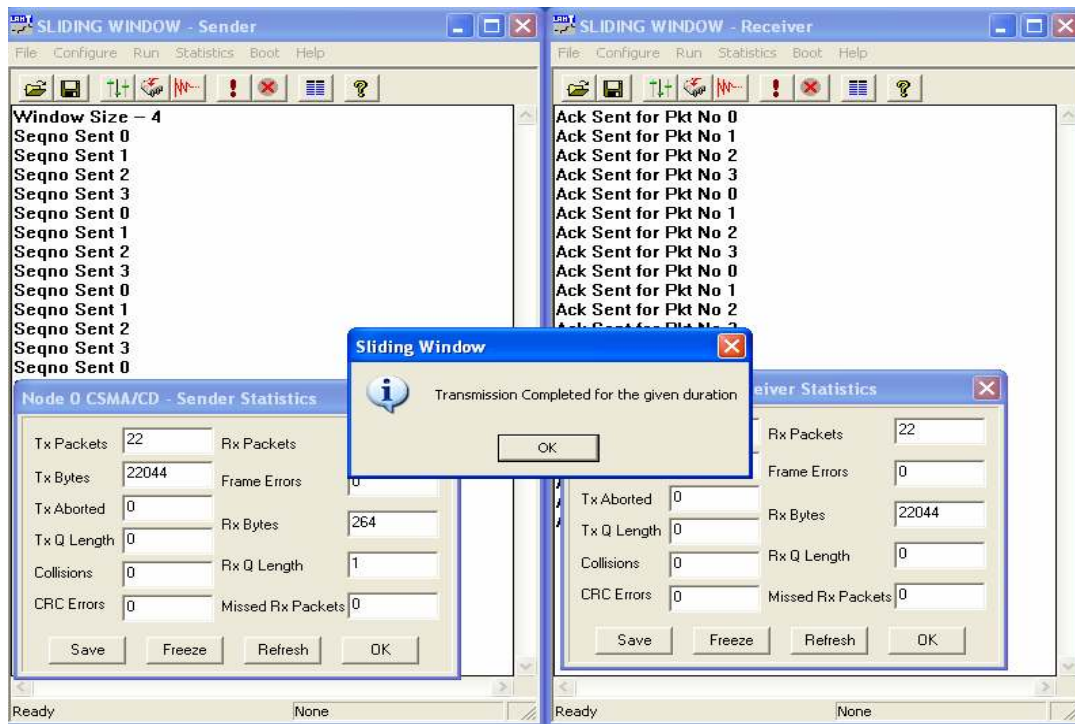 SLIDING WINDOW - Sender
File Configure Run Statistics Boot Help
Window Size – 4
Seqno Sent 0
Seqno Sent 1
Seqno Sent 2
Seqno Sent 3
Seqno Sent 0
Seqno Sent 1
Seqno Sent 2
Seqno Sent 3
Seqno Sent 0
Seqno Sent 1
Seqno Sent 2
Seqno Sent 3
Seqno Sent 0
Node 0 CSMA/CD - Sender Statistics
Tx Packets 22
Rx Packets
Tx Bytes 22044
Frame Errors 0
Tx Aborted 0
Rx Bytes 264
Tx Q Length 0
Rx Q Length 1
Collisions 0
CRC Errors 0
Missed Rx Packets 0
Save Freeze Refresh OK
Ready None
SLIDING WINDOW - Receiver
File Configure Run Statistics Boot Help
Ack Sent for Pkt No 0
Ack Sent for Pkt No 1
Ack Sent for Pkt No 2
Ack Sent for Pkt No 3
Ack Sent for Pkt No 0
Ack Sent for Pkt No 1
Ack Sent for Pkt No 2
Ack Sent for Pkt No 3
Ack Sent for Pkt No 0
Ack Sent for Pkt No 1
Ack Sent for Pkt No 2
Ack Sent for Pkt No 3
Sliding Window
Transmission Completed for the given duration
OK
Statistics
Rx Packets 22
Frame Errors 0
Tx Aborted 0
Rx Bytes 22044
Tx Q Length 0
Rx Q Length 0
Collisions 0
CRC Errors 0
Missed Rx Packets 0
Save Freeze Refresh OK
Ready None